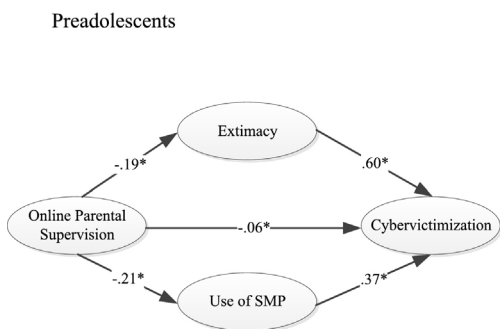 Preadolescents
Extimacy
-.19*
.60*
Online Parental
Supervision
-.06*
Cybervictimization
-.21*
.37*
Use of SMP